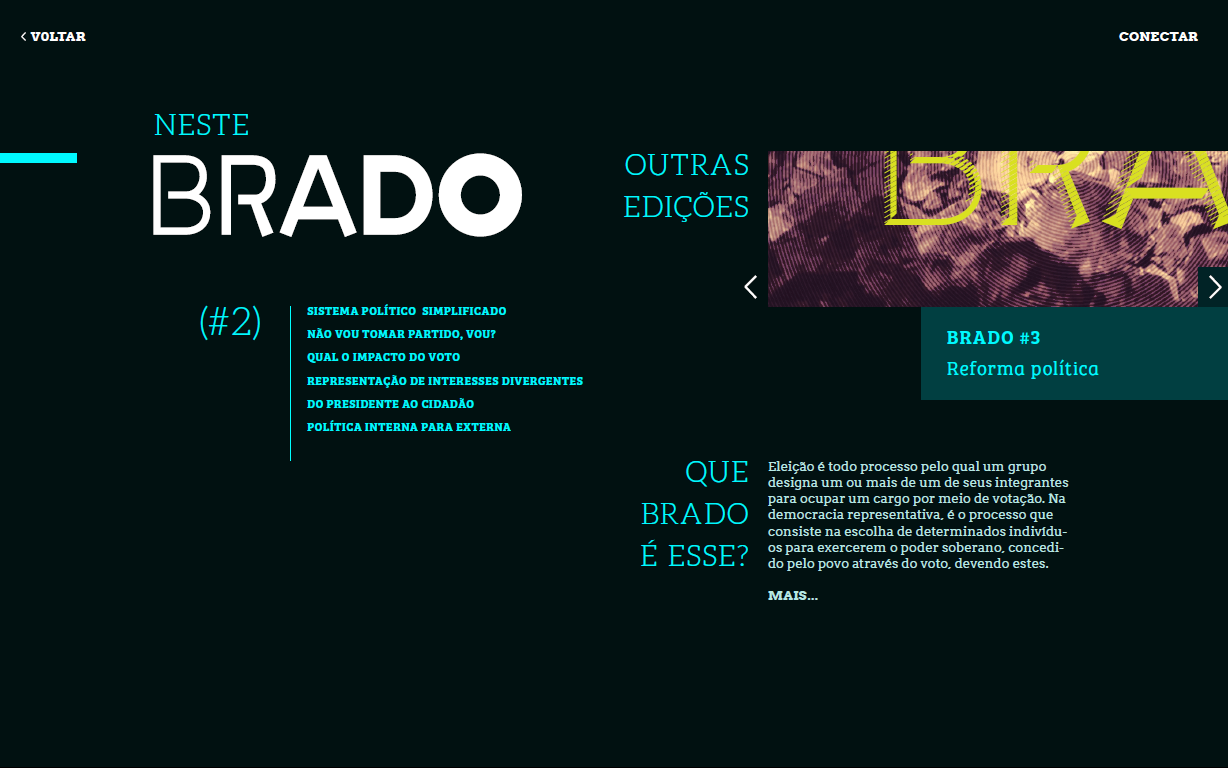 VOLTAR
CONECTAR
NESTE
BRADO
(#2)
SISTEMA POLÍTICO SIMPLIFICADO
NÃO VOU TOMAR PARTIDO, VOU?
QUAL O IMPACTO DO VOTO
REPRESENTAÇÃO DE INTERESSES DIVERGENTES
DO PRESIDENTE AO CIDADÃO
POLÍTICA INTERNA PARA EXTERNA
OUTRAS
EDIÇÕES
BRA
BRADO #3
Reforma política
QUE
BRADO
É ESSE?
Eleição é todo processo pelo qual um grupo
designa um ou mais de um de seus integrantes
para ocupar um cargo por meio de votação. Na
democracia representativa, é o processo que
consiste na escolha de determinados indivídu-
os para exercerem o poder soberano, concedi-
do pelo povo através do voto, devendo estes.
MAIS...